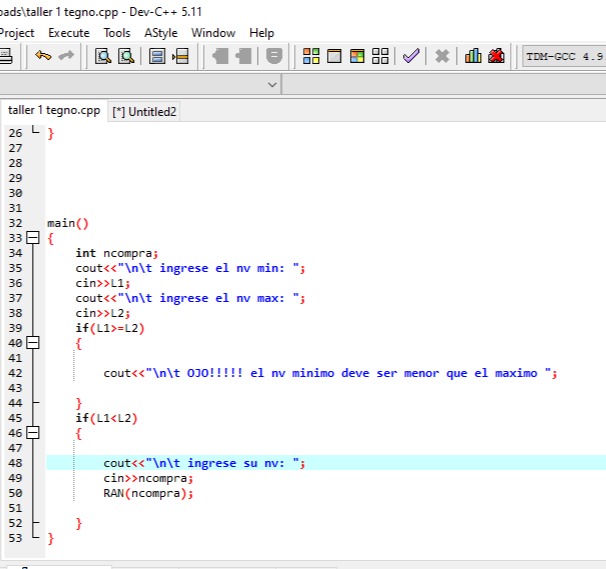 oads\taller 1 tegno.cpp - Dev-C++ 5.11
Project Execute Tools AStyle Window Help
TDM-GCC 4.9
taller 1 tegno.cpp [*] Untitled2
26 }
27
28
29
30
31
32 main()
33 {
34 int ncompra;
35 cout<<"\n\t ingrese el nv min: ";
36 cin>>L1;
37 cout<<"\n\t ingrese el nv max: ";
38 cin>>L2;
39 if(L1>=L2)
40 {
41
42 cout<<"\n\t OJO!!!!! el nv minimo deve ser menor que el maximo ";
43
44 }
45 if(L1<L2)
46 {
47
48 cout<<"\n\t ingrese su nv: ";
49 cin>>ncompra;
50 RAN(ncompra);
51
52 }
53 }